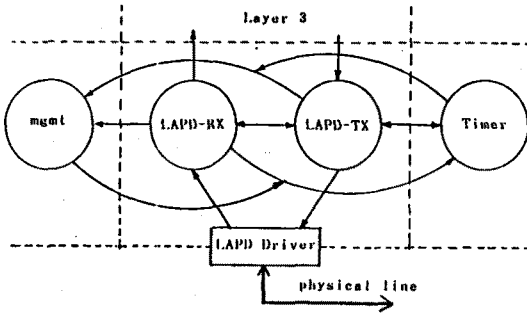 Layer 3
mgmt
LAPD-RX
LAPD-TX
Timer
LAPD Driver
physical line